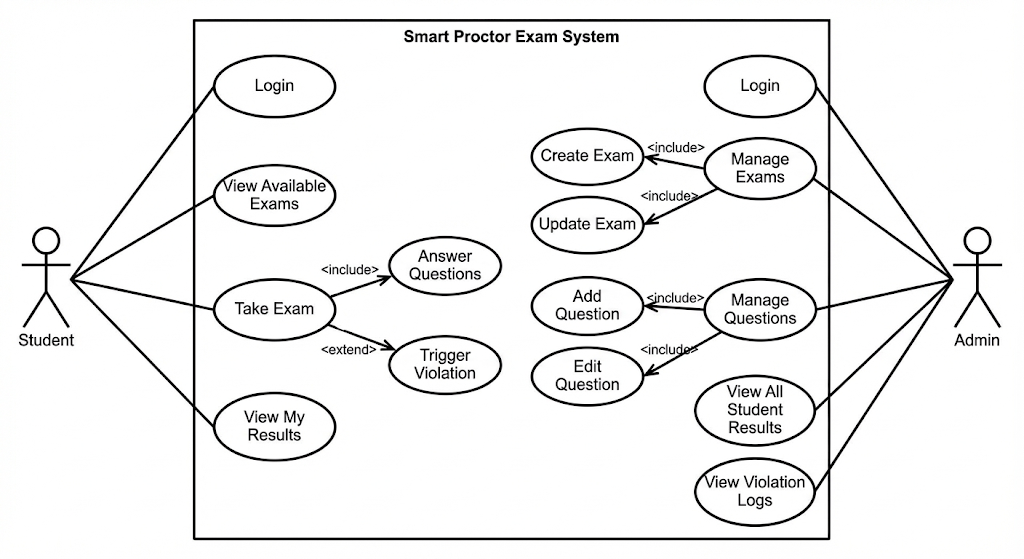 Smart Proctor Exam System
Login
View Available
Exams
Take Exam
<include>
Answer
Questions
<extend>
Trigger
Violation
View My
Results
Student
Login
Manage
Exams
<include>
Create Exam
<include>
Update Exam
Manage
Questions
<include>
Add
Question
<include>
Edit
Question
View All
Student
Results
View Violation
Logs
Admin